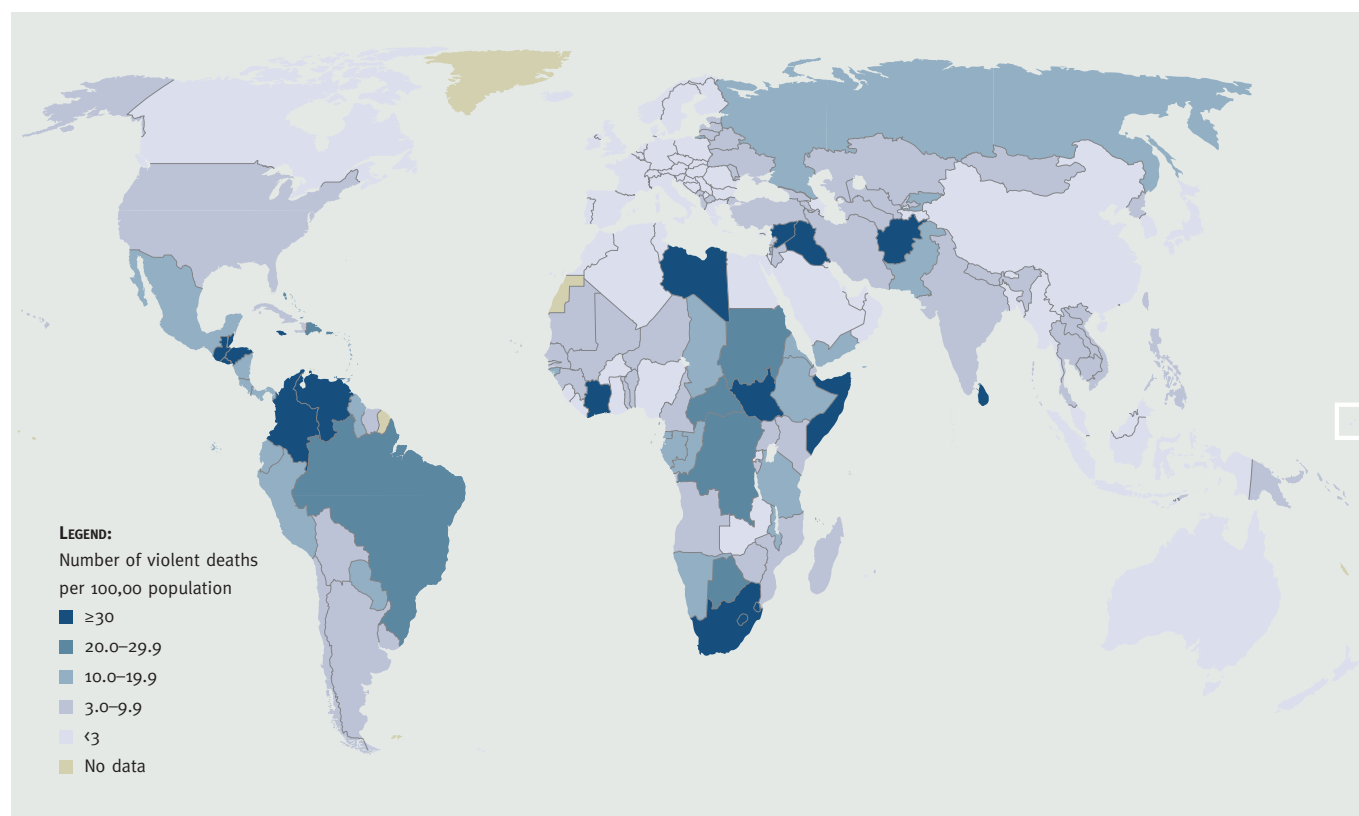 LEGEND:
Number of violent deaths
per 100,00 population
≥30
20.0–29.9
10.0–19.9
3.0–9.9
<3
No data